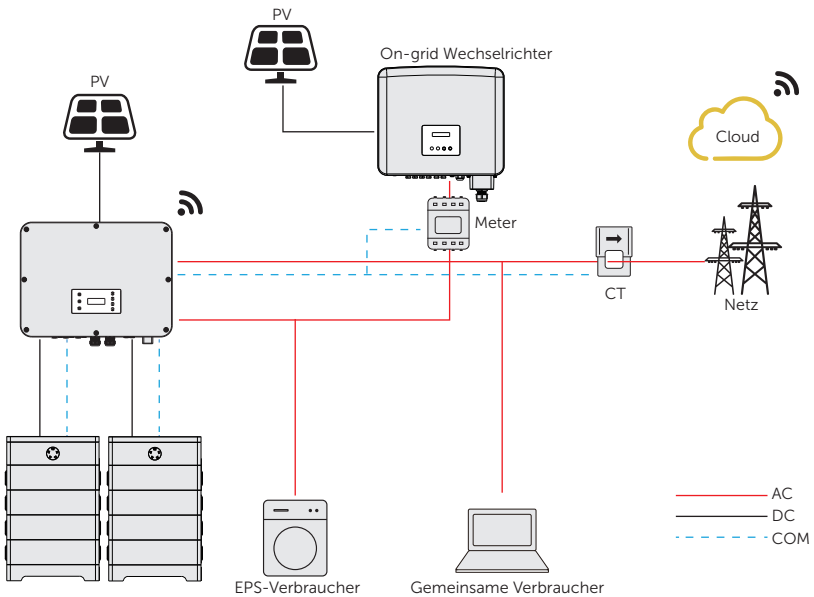 PV
On-grid Wechselrichter
PV
Cloud
Meter
CT
Netz
AC
DC
COM
EPS-Verbraucher
Gemeinsame Verbraucher